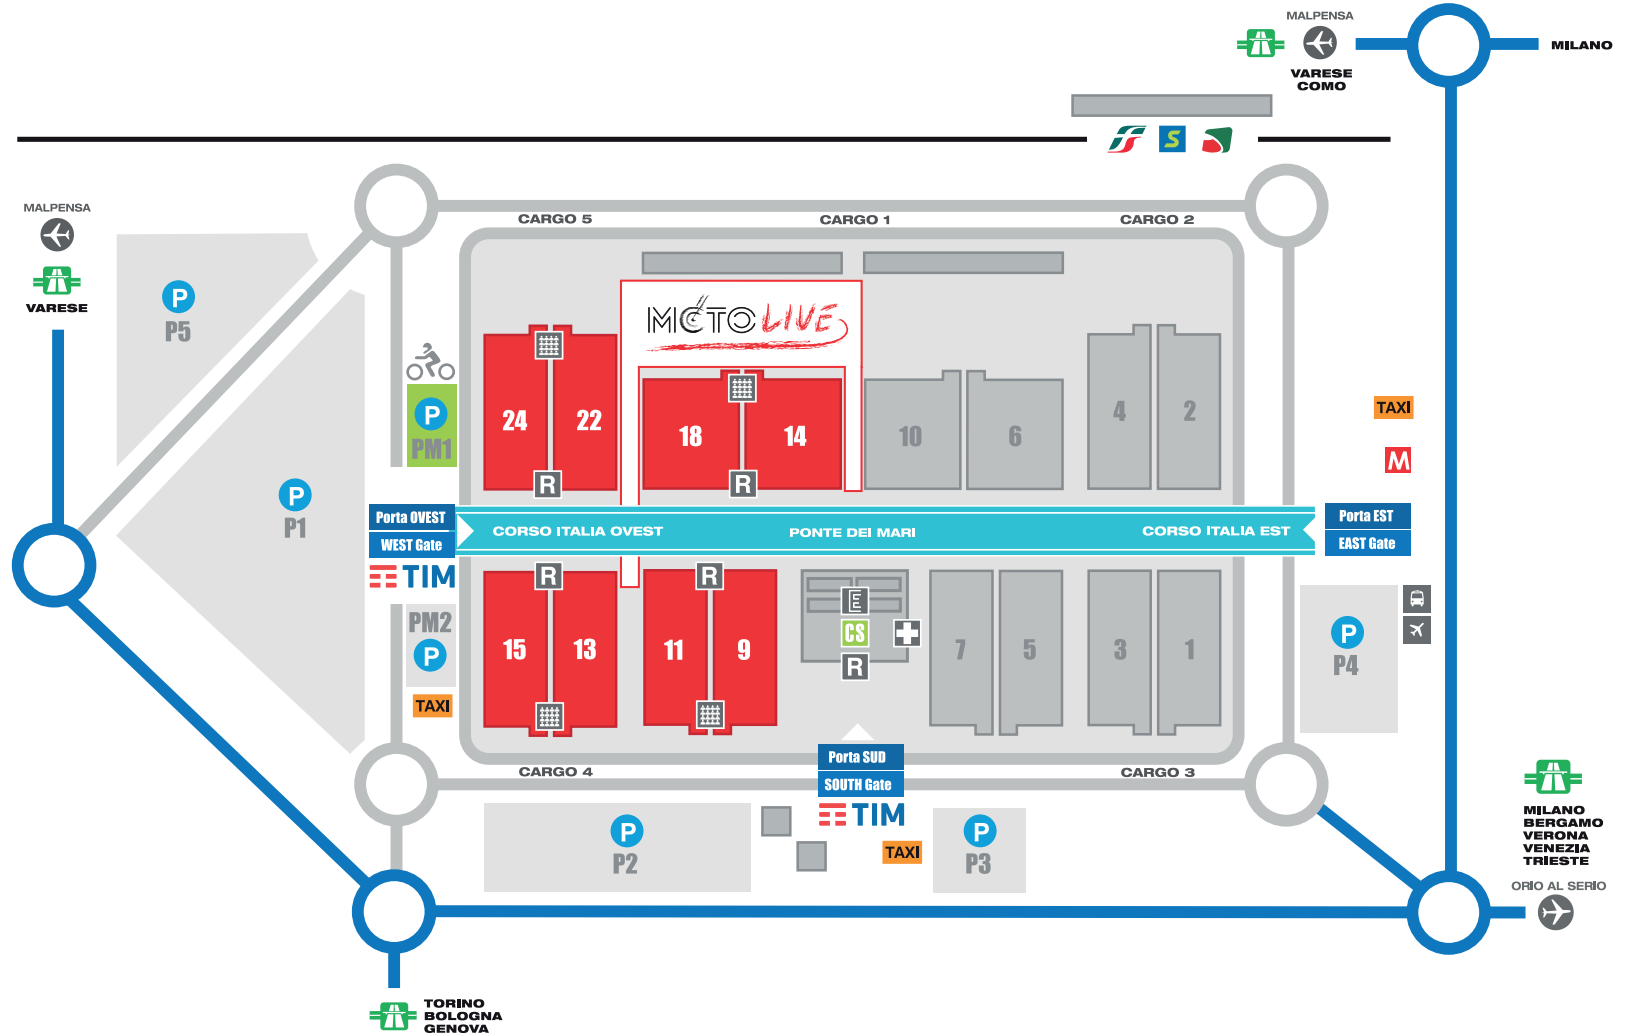 MALPENSA
VARESE
COMO
MILANO
S
MALPENSA
VARESE
CARGO 5
CARGO 1
CARGO 2
P
P5
MOTO LIVE
P
PM1
24
22
18
14
10
6
4
2
TAXI
M
R
R
P
P1
Porta OVEST
WEST Gate
CORSO ITALIA OVEST
PONTE DEI MARI
CORSO ITALIA EST
Porta EST
EAST Gate
TIM
R
R
E
CS
R
PM2
P
15
13
11
9
7
5
3
1
P
P4
TAXI
Porta SUD
SOUTH Gate
TIM
CARGO 4
CARGO 3
P
P2
TAXI
P
P3
MILANO
BERGAMO
VERONA
VENEZIA
TRIESTE
ORIO AL SERIO
TORINO
BOLOGNA
GENOVA